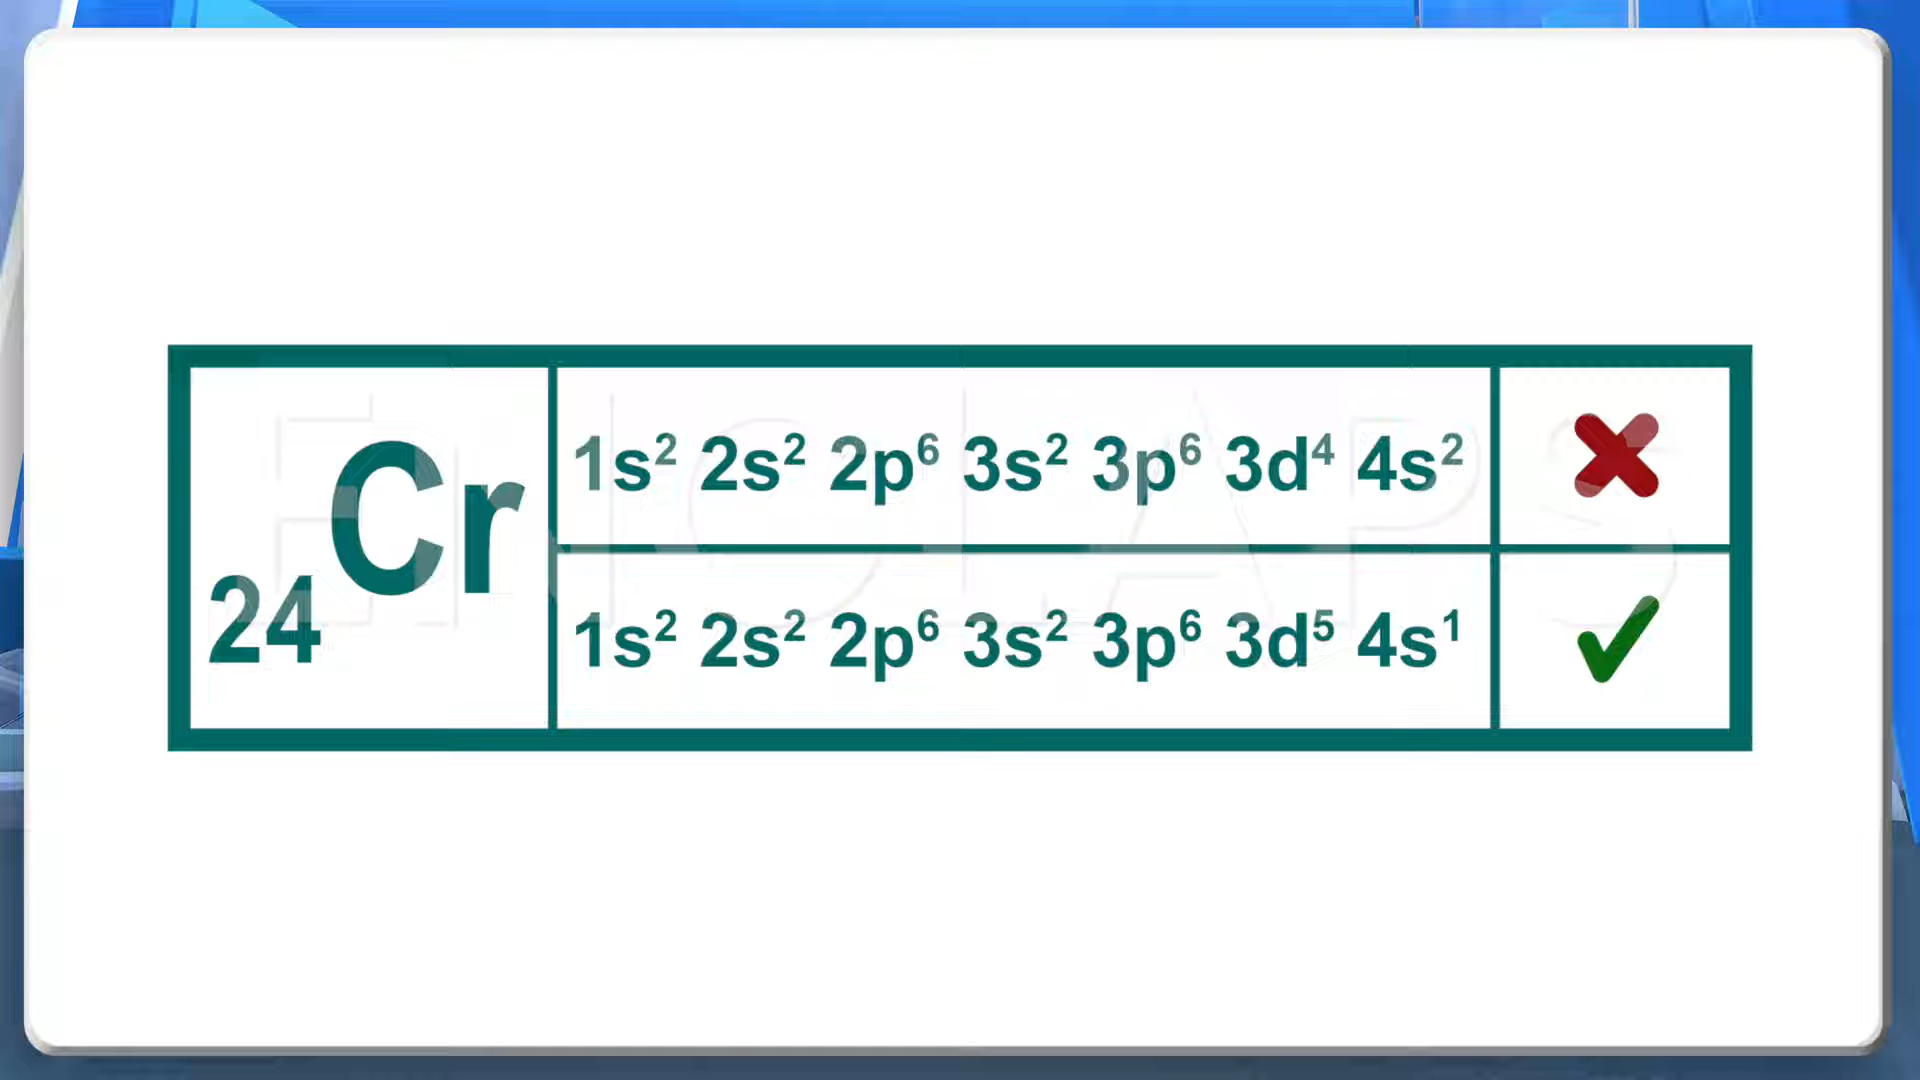 ₂₄Cr
1s² 2s² 2p⁶ 3s² 3p⁶ 3d⁴ 4s²
1s² 2s² 2p⁶ 3s² 3p⁶ 3d⁵ 4s¹